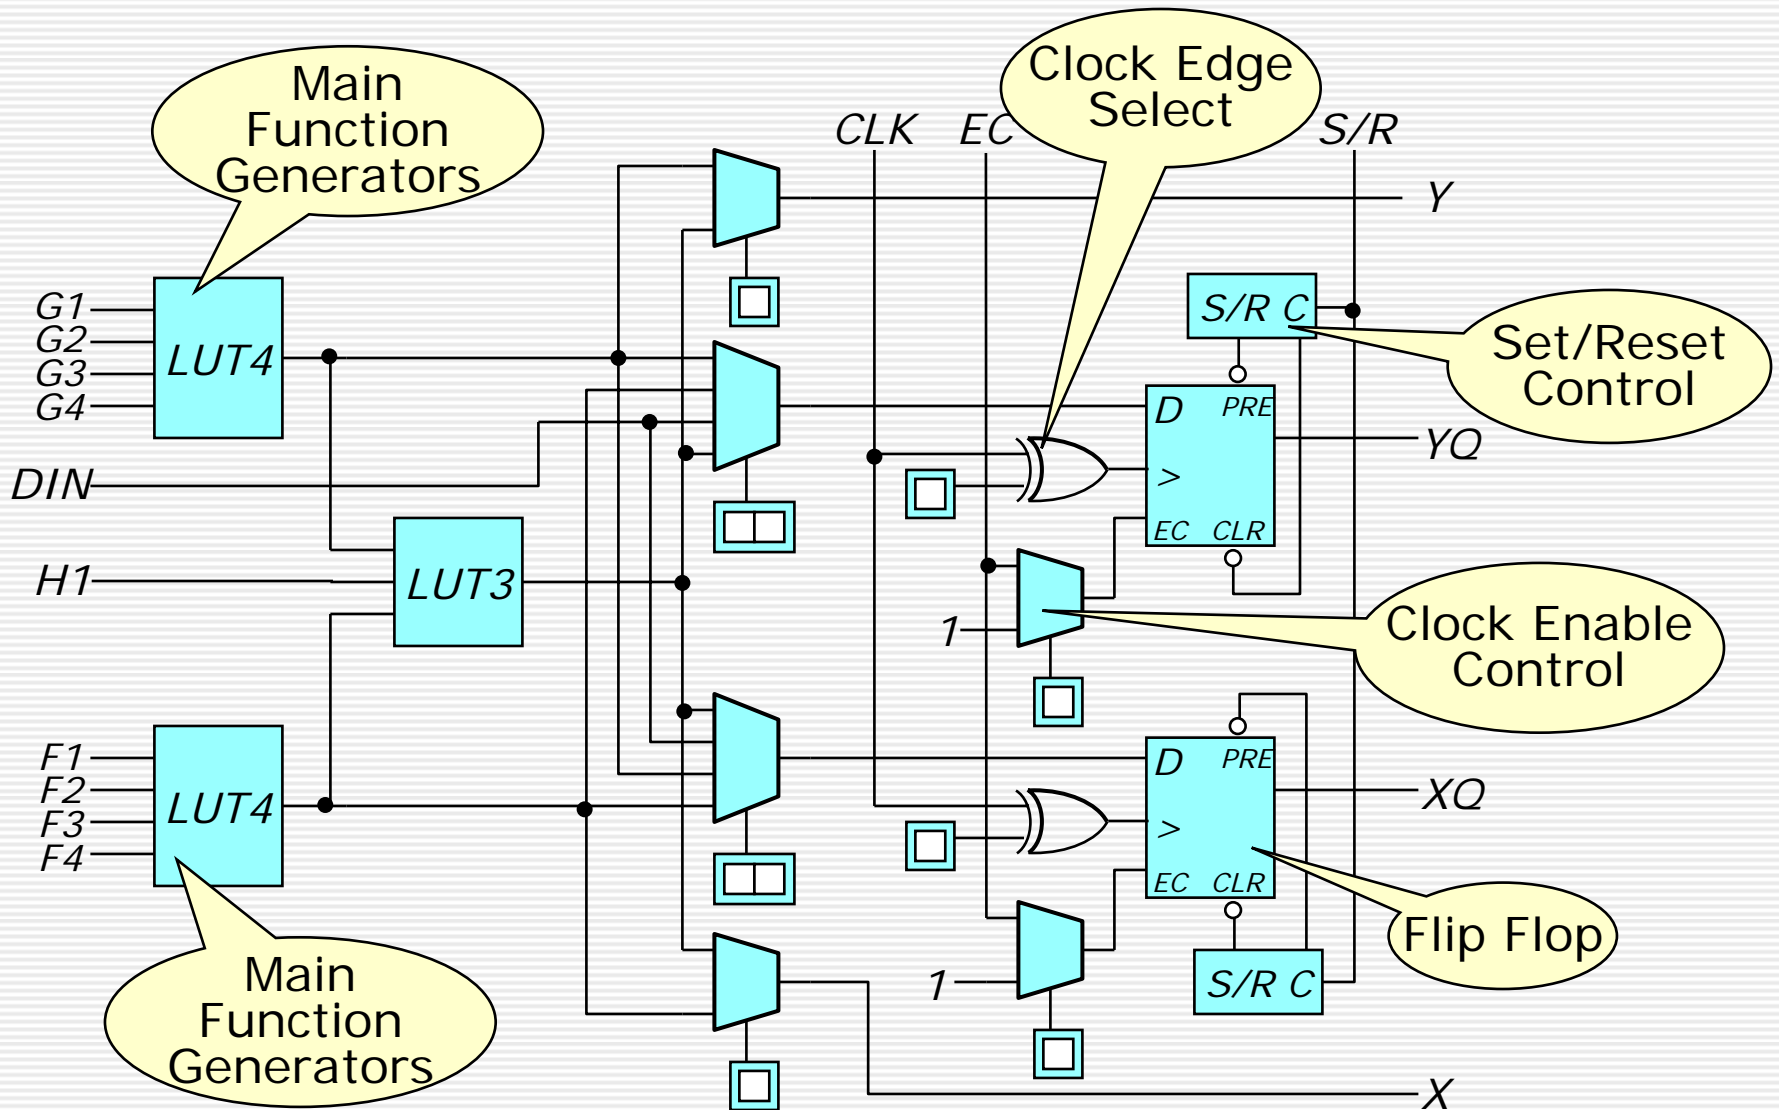 Main
Function
Generators
Clock Edge
Select
CLK
EC
S/R
Y
G1
G2
G3
G4
LUT4
S/R C
Set/Reset
Control
D
PRE
YQ
>
EC
CLR
DIN
H1
LUT3
1
Clock Enable
Control
F1
F2
F3
F4
LUT4
D
PRE
XQ
>
EC
CLR
Flip Flop
1
S/R C
Main
Function
Generators
X